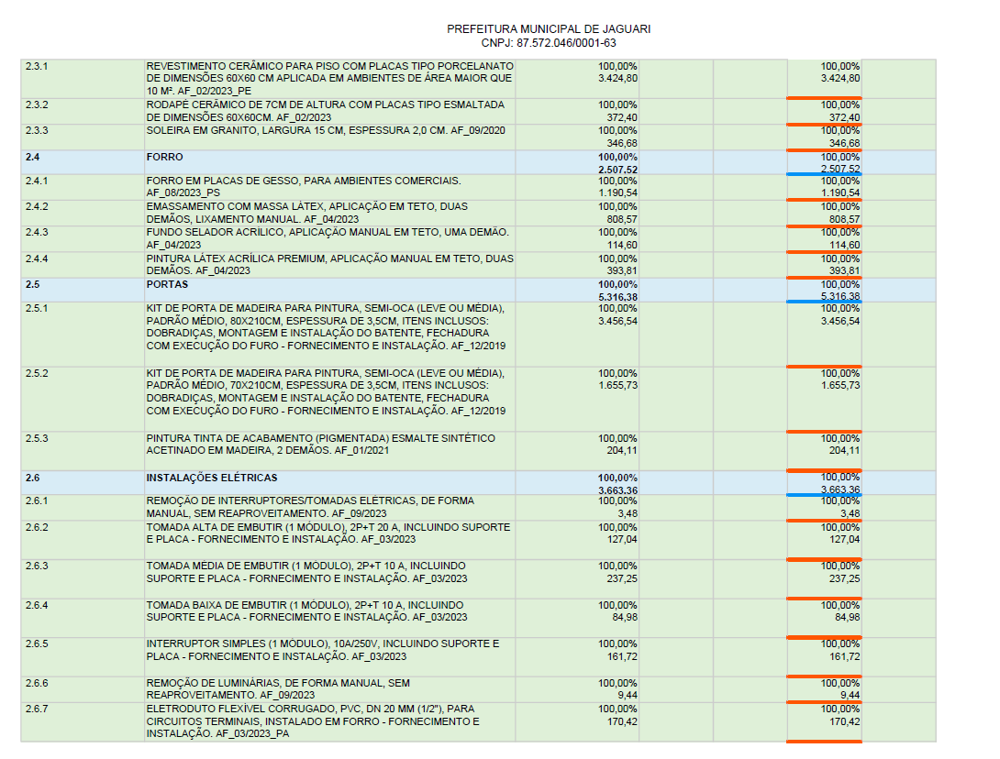 PREFEITURA MUNICIPAL DE JAGUARI
CNPJ: 87.572.046/0001-63
2.3.1 REVESTIMENTO CERÂMICO PARA PISO COM PLACAS TIPO PORCELANATO 100,00% 100,00%
DE DIMENSÕES 60X60 CM APLICADA EM AMBIENTES DE ÁREA MAIOR QUE 3.424,80 3.424,80
10 M². AF_02/2023_PE
2.3.2 RODAPÉ CERÂMICO DE 7CM DE ALTURA COM PLACAS TIPO ESMALTADA 100,00% 100,00%
DE DIMENSÕES 60X60CM. AF_02/2023 372,40 372,40
2.3.3 SOLEIRA EM GRANITO, LARGURA 15 CM, ESPESSURA 2,0 CM. AF_09/2020 100,00% 100,00%
346,68 346,68
2.4 FORRO 100,00% 100,00%
2.507,52 2.507,52
2.4.1 FORRO EM PLACAS DE GESSO, PARA AMBIENTES COMERCIAIS. 100,00% 100,00%
AF_08/2023_PS 1.190,54 1.190,54
2.4.2 EMASSAMENTO COM MASSA LÁTEX, APLICAÇÃO EM TETO, DUAS 100,00% 100,00%
DEMÃOS, LIXAMENTO MANUAL. AF_04/2023 808,57 808,57
2.4.3 FUNDO SELADOR ACRÍLICO, APLICAÇÃO MANUAL EM TETO, UMA DEMÃO. 100,00% 100,00%
AF_04/2023 114,60 114,60
2.4.4 PINTURA LÁTEX ACRÍLICA PREMIUM, APLICAÇÃO MANUAL EM TETO, DUAS 100,00% 100,00%
DEMÃOS. AF_04/2023 393,81 393,81
2.5 PORTAS 100,00% 100,00%
5.316,38 5.316,38
2.5.1 KIT DE PORTA DE MADEIRA PARA PINTURA, SEMI-OCA (LEVE OU MÉDIA), 100,00% 100,00%
PADRÃO MÉDIO, 80X210CM, ESPESSURA DE 3,5CM, ITENS INCLUSOS: 3.456,54 3.456,54
DOBRADIÇAS, MONTAGEM E INSTALAÇÃO DO BATENTE, FECHADURA
COM EXECUÇÃO DO FURO - FORNECIMENTO E INSTALAÇÃO. AF_12/2019
2.5.2 KIT DE PORTA DE MADEIRA PARA PINTURA, SEMI-OCA (LEVE OU MÉDIA), 100,00% 100,00%
PADRÃO MÉDIO, 70X210CM, ESPESSURA DE 3,5CM, ITENS INCLUSOS: 1.655,73 1.655,73
DOBRADIÇAS, MONTAGEM E INSTALAÇÃO DO BATENTE, FECHADURA
COM EXECUÇÃO DO FURO - FORNECIMENTO E INSTALAÇÃO. AF_12/2019
2.5.3 PINTURA TINTA DE ACABAMENTO (PIGMENTADA) ESMALTE SINTÉTICO 100,00% 100,00%
ACETINADO EM MADEIRA, 2 DEMÃOS. AF_01/2021 204,11 204,11
2.6 INSTALAÇÕES ELÉTRICAS 100,00% 100,00%
3.663,36 3.663,36
2.6.1 REMOÇÃO DE INTERRUPTORES/TOMADAS ELÉTRICAS, DE FORMA 100,00% 100,00%
MANUAL, SEM REAPROVEITAMENTO. AF_09/2023 3,48 3,48
2.6.2 TOMADA ALTA DE EMBUTIR (1 MÓDULO), 2P+T 20 A, INCLUINDO SUPORTE 100,00% 100,00%
E PLACA - FORNECIMENTO E INSTALAÇÃO. AF_03/2023 127,04 127,04
2.6.3 TOMADA MÉDIA DE EMBUTIR (1 MÓDULO), 2P+T 10 A, INCLUINDO 100,00% 100,00%
SUPORTE E PLACA - FORNECIMENTO E INSTALAÇÃO. AF_03/2023 237,25 237,25
2.6.4 TOMADA BAIXA DE EMBUTIR (1 MÓDULO), 2P+T 10 A, INCLUINDO 100,00% 100,00%
SUPORTE E PLACA - FORNECIMENTO E INSTALAÇÃO. AF_03/2023 84,98 84,98
2.6.5 INTERRUPTOR SIMPLES (1 MÓDULO), 10A/250V, INCLUINDO SUPORTE E 100,00% 100,00%
PLACA - FORNECIMENTO E INSTALAÇÃO. AF_03/2023 161,72 161,72
2.6.6 REMOÇÃO DE LUMINÁRIAS, DE FORMA MANUAL, SEM 100,00% 100,00%
REAPROVEITAMENTO. AF_09/2023 9,44 9,44
2.6.7 ELETRODUTO FLEXÍVEL CORRUGADO, PVC, DN 20 MM (1/2"), PARA 100,00% 100,00%
CIRCUITOS TERMINAIS, INSTALADO EM FORRO - FORNECIMENTO E 170,42 170,42
INSTALAÇÃO. AF_03/2023_PA